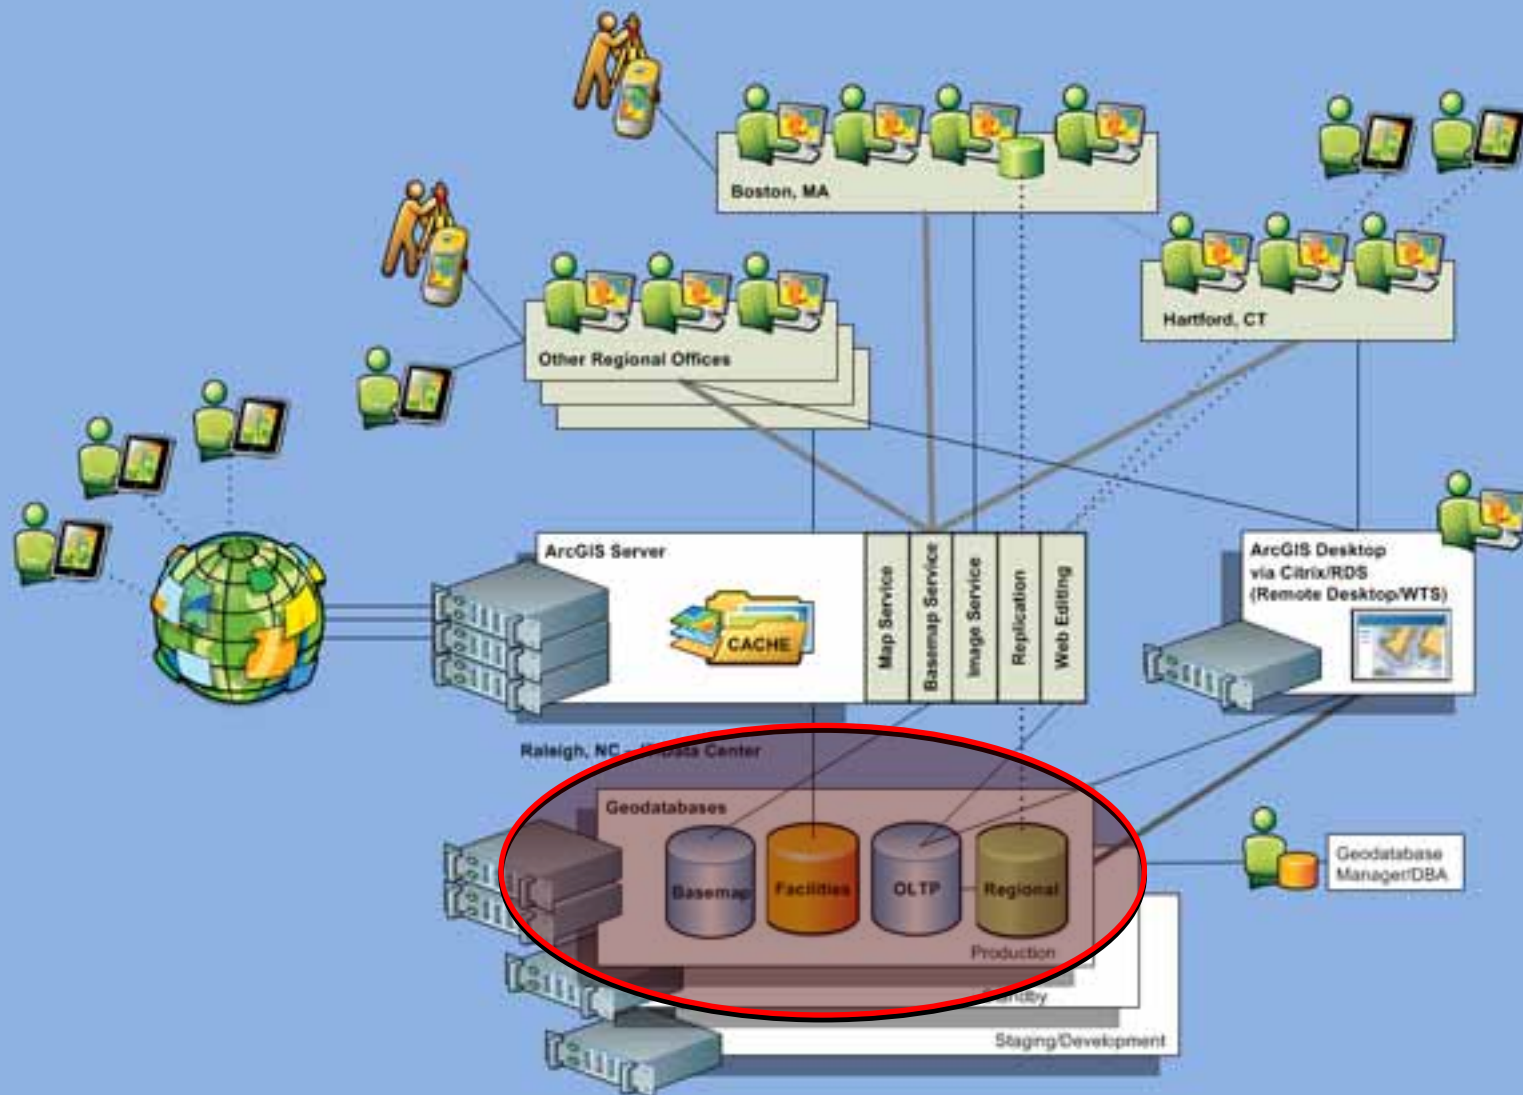 Boston, MA
Hartford, CT
Other Regional Offices
ArcGIS Server
CACHE
Map Service
Basemap Service
Image Service
Replication
Web Editing
ArcGIS Desktop
via Citrix/RDS
(Remote Desktop/WTS)
Raleigh, NC Data Center
Geodatabases
Basemap
Facilities
OLTP
Regional
Production
Standby
Staging/Development
Geodatabase
Manager/DBA